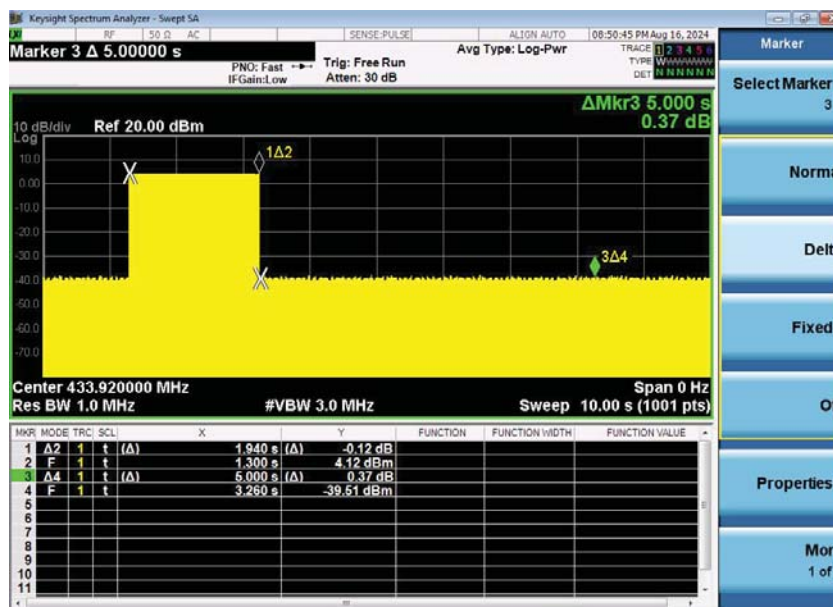 Keysight Spectrum Analyzer - Swept SA
RF 50 Ω AC SENSE:PULSE ALIGN AUTO 08:50:45 PM Aug 16, 2024
Marker 3 Δ 5.00000 s
PNO: Fast
IFGain:Low
Trig: Free Run
Atten: 30 dB
Avg Type: Log-Pwr
TRACE 1 2 3 4 5 6
TYPE W
DET N N N N N N
Marker
Select Marker
3
ΔMkr3 5.000 s
0.37 dB
10 dB/div Ref 20.00 dBm
Log
10.0
0.00
-10.0
-20.0
-30.0
-40.0
-50.0
-60.0
-70.0
1Δ2
3Δ4
Norma
Delt
Fixed
O
Properties
Mor
1 of
Center 433.920000 MHz Span 0 Hz
Res BW 1.0 MHz #VBW 3.0 MHz Sweep 10.00 s (1001 pts)
MKR MODE TRC SCL X Y FUNCTION FUNCTION WIDTH FUNCTION VALUE
1 Δ2 1 t (Δ) 1.940 s (Δ) -0.12 dB
2 F 1 t 1.300 s 4.12 dBm
3 Δ4 1 t (Δ) 5.000 s (Δ) 0.37 dB
4 F 1 t 3.260 s -39.51 dBm
5
6
7
8
9
10
11